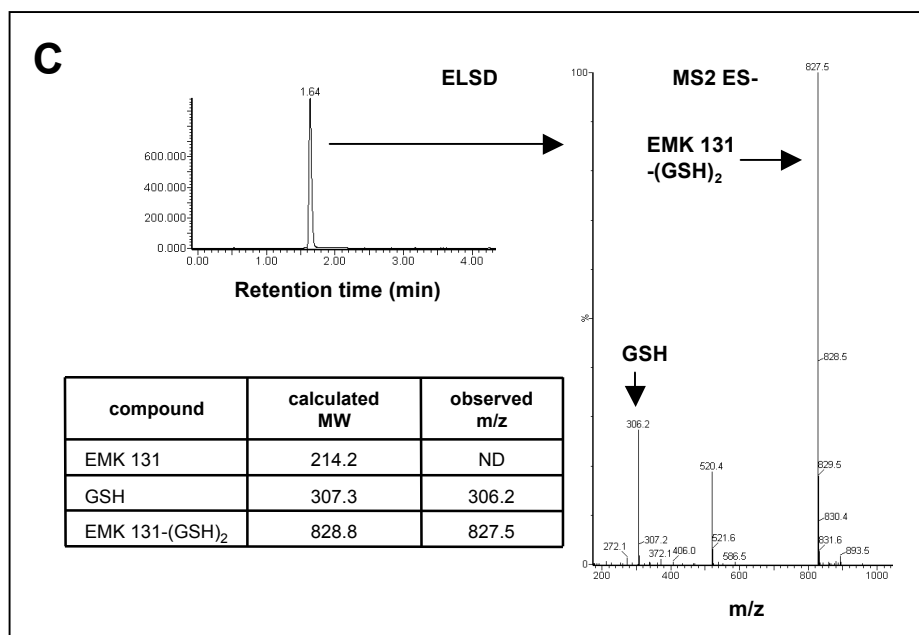 C
ELSD
1.64
600.000
400.000
200.000
0.000
0.00 1.00 2.00 3.00 4.00
Retention time (min)
MS2 ES-
100
827.5
EMK 131
-(GSH)₂
%
GSH
828.5
306.2
520.4
829.5
830.4
831.6
893.5
307.2
272.1
372.1
406.0
521.6
586.5
0
200 400 600 800 1000
m/z
compound calculated MW observed m/z
EMK 131 214.2 ND
GSH 307.3 306.2
EMK 131-(GSH)₂ 828.8 827.5